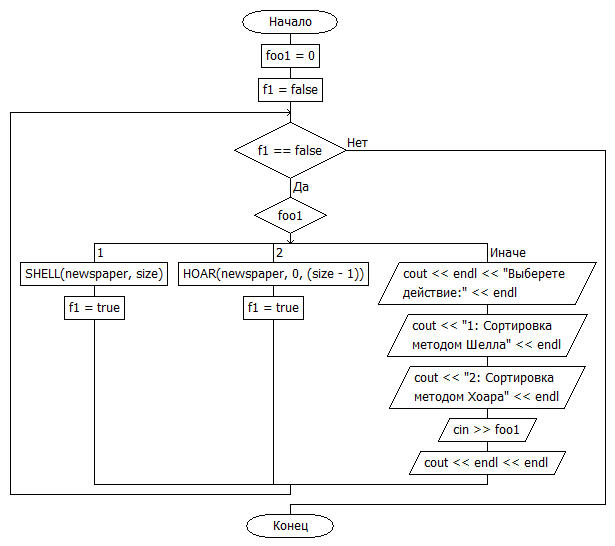 Начало
foo1 = 0
f1 = false
f1 == false
Нет
Да
foo1
1
2
Иначе
SHELL(newspaper, size)
HOAR(newspaper, 0, (size - 1))
cout << endl << "Выберете
действие:" << endl
f1 = true
f1 = true
cout << "1: Сортировка
методом Шелла" << endl
cout << "2: Сортировка
методом Хоара" << endl
cin >> foo1
cout << endl << endl
Конец